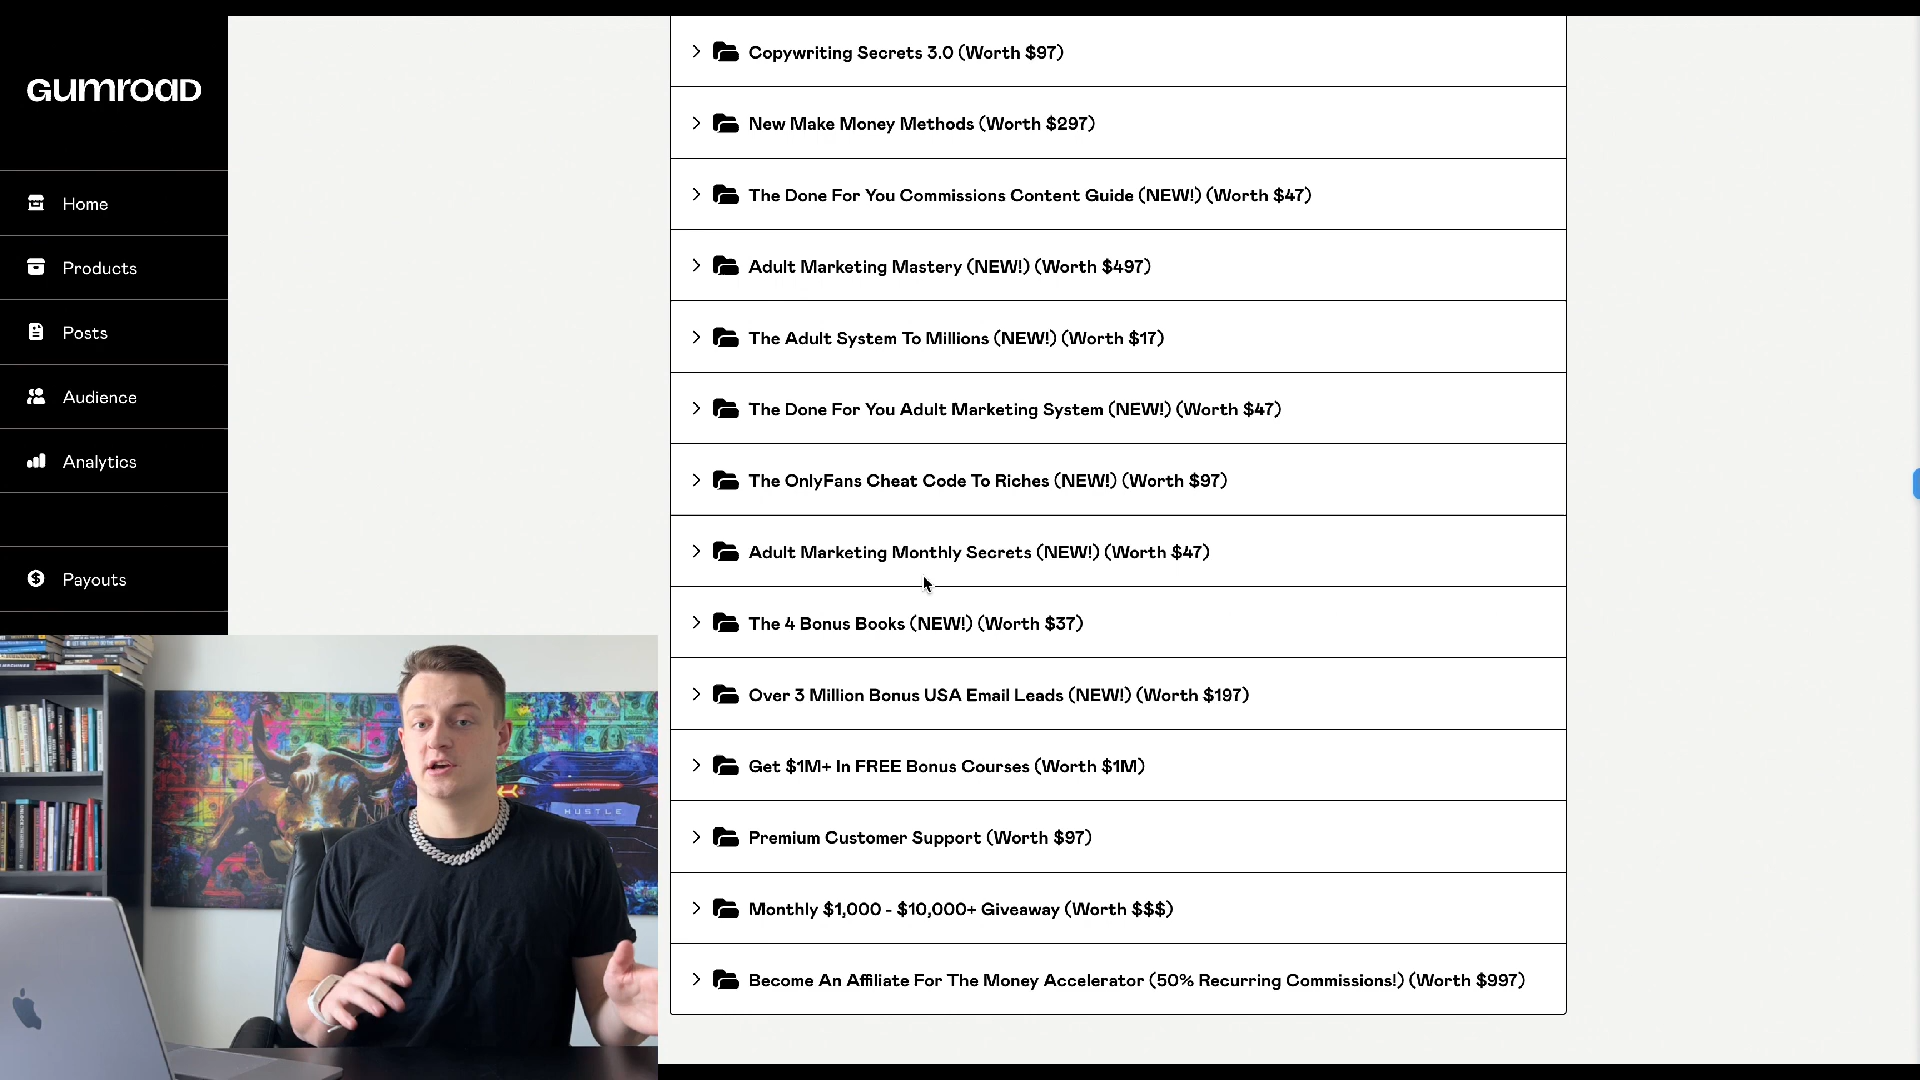 GUMROAD
Home
Products
Posts
Audience
Analytics
Payouts
Copywriting Secrets 3.0 (Worth $97)
New Make Money Methods (Worth $297)
The Done For You Commissions Content Guide (NEW!) (Worth $47)
Adult Marketing Mastery (NEW!) (Worth $497)
The Adult System To Millions (NEW!) (Worth $17)
The Done For You Adult Marketing System (NEW!) (Worth $47)
The OnlyFans Cheat Code To Riches (NEW!) (Worth $97)
Adult Marketing Monthly Secrets (NEW!) (Worth $47)
The 4 Bonus Books (NEW!) (Worth $37)
Over 3 Million Bonus USA Email Leads (NEW!) (Worth $197)
Get $1M+ In FREE Bonus Courses (Worth $1M)
Premium Customer Support (Worth $97)
Monthly $1,000 - $10,000+ Giveaway (Worth $$$)
Become An Affiliate For The Money Accelerator (50% Recurring Commissions!) (Worth $997)
HUSTLE